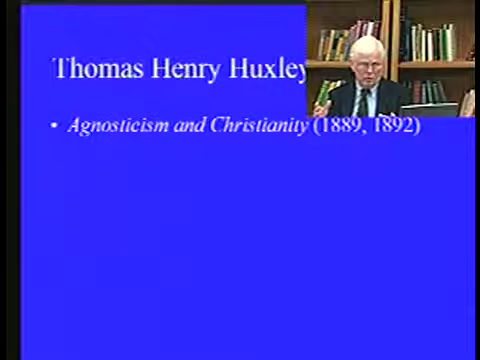 Thomas Henry Huxley
• Agnosticism and Christianity (1889, 1892)